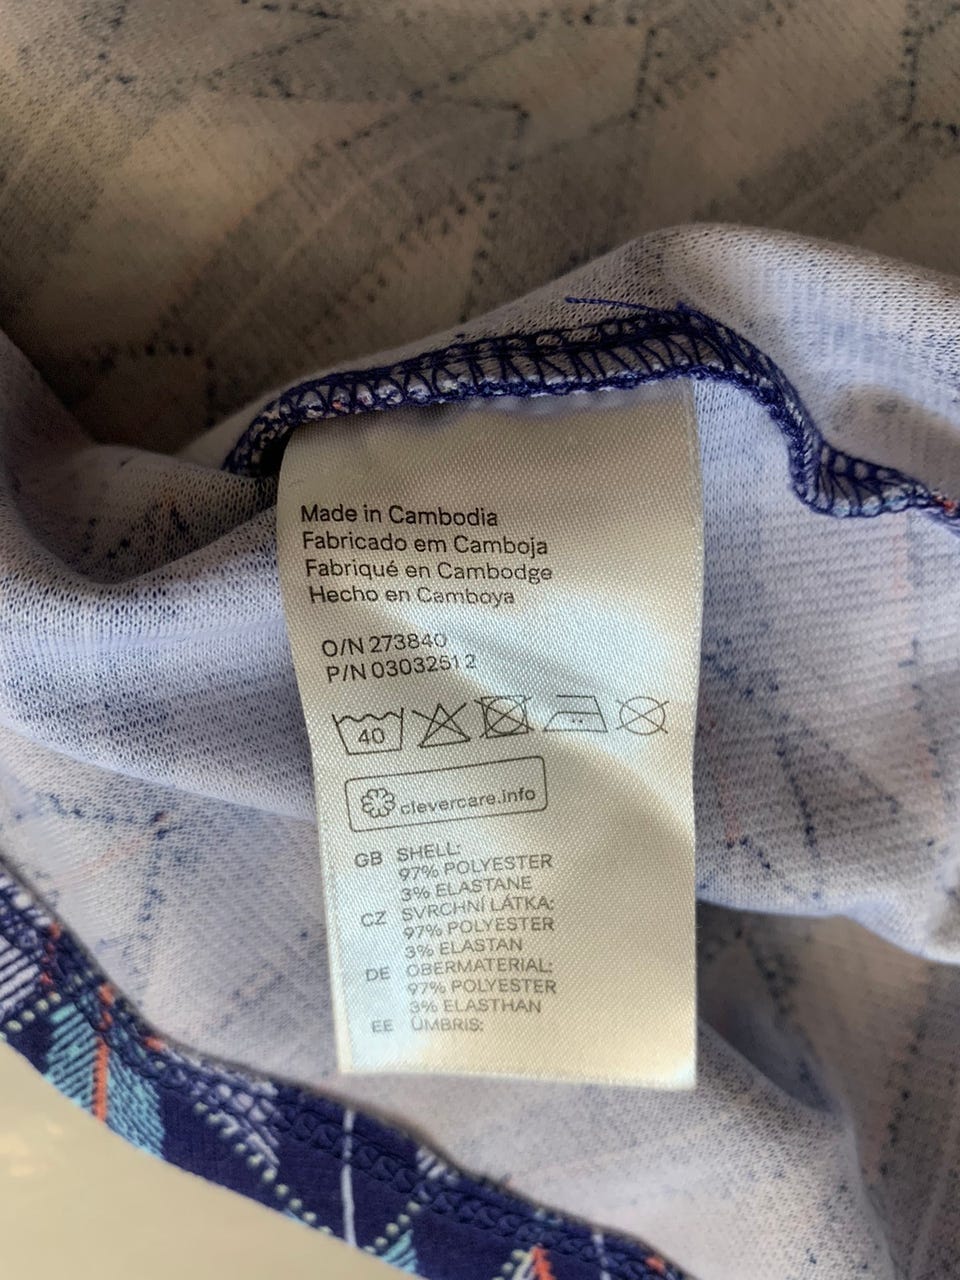 Made in Cambodia
Fabricado em Camboja
Fabriqué en Cambodge
Hecho en Camboya
O/N 273840
P/N 03032512
40
clevercare.info
GB SHELL:
97% POLYESTER
3% ELASTANE
CZ SVRCHNÍ LÁTKA:
97% POLYESTER
3% ELASTAN
DE OBERMATERIAL:
97% POLYESTER
3% ELASTHAN
EE ÜMBRIS: